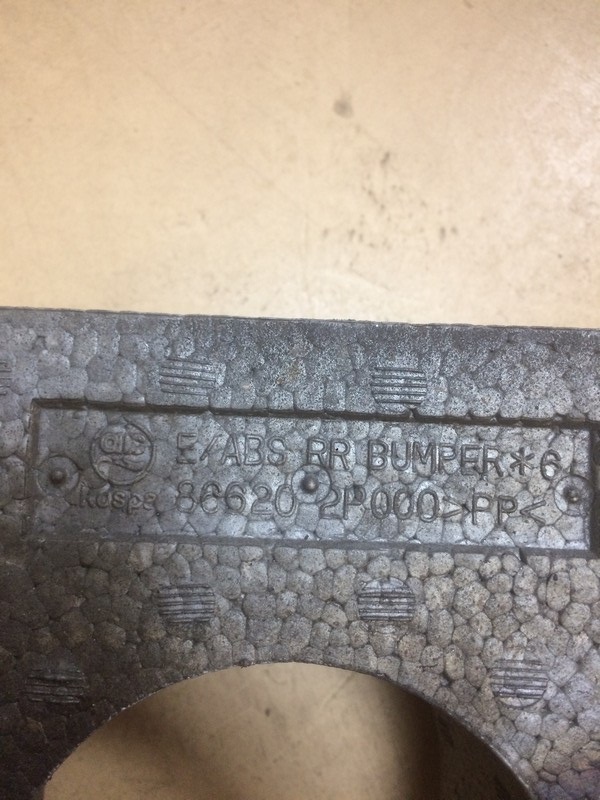 E/ABS RR BUMPER*6
kospa 86620 2P000>PP<